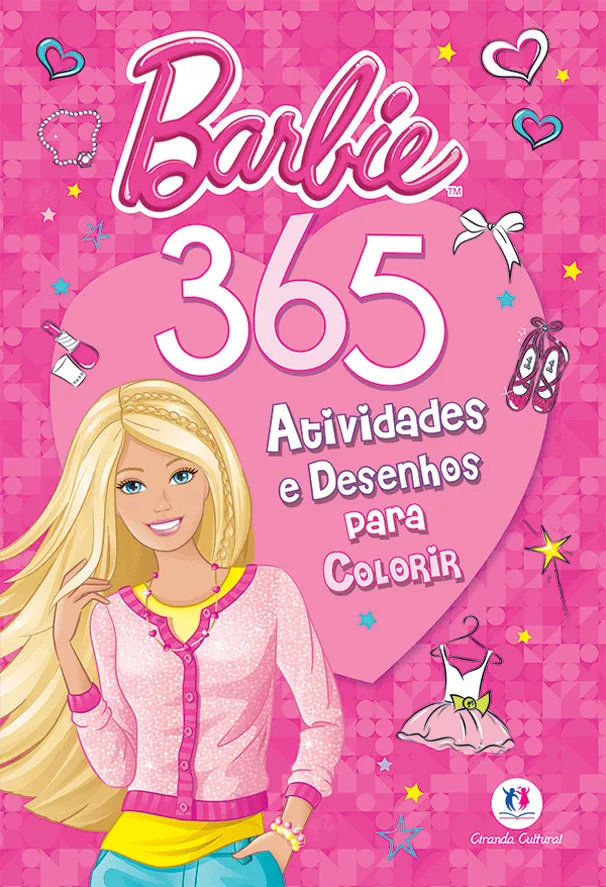 Barbie
TM
365
Atividades
e Desenhos
para
Colorir
Ciranda Cultural